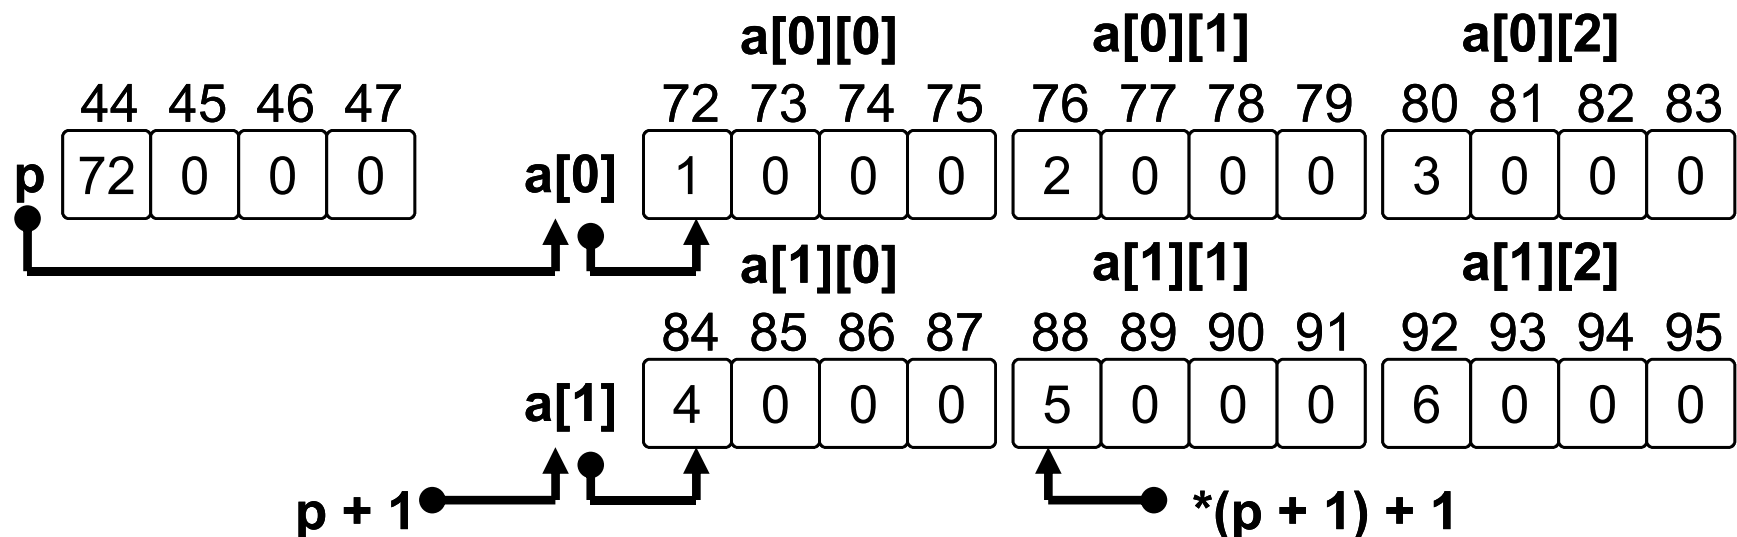 a[0][0] a[0][1] a[0][2]
44 45 46 47 72 73 74 75 76 77 78 79 80 81 82 83
p 72 0 0 0 a[0] 1 0 0 0 2 0 0 0 3 0 0 0
a[1][0] a[1][1] a[1][2]
84 85 86 87 88 89 90 91 92 93 94 95
a[1] 4 0 0 0 5 0 0 0 6 0 0 0
p + 1 *(p + 1) + 1